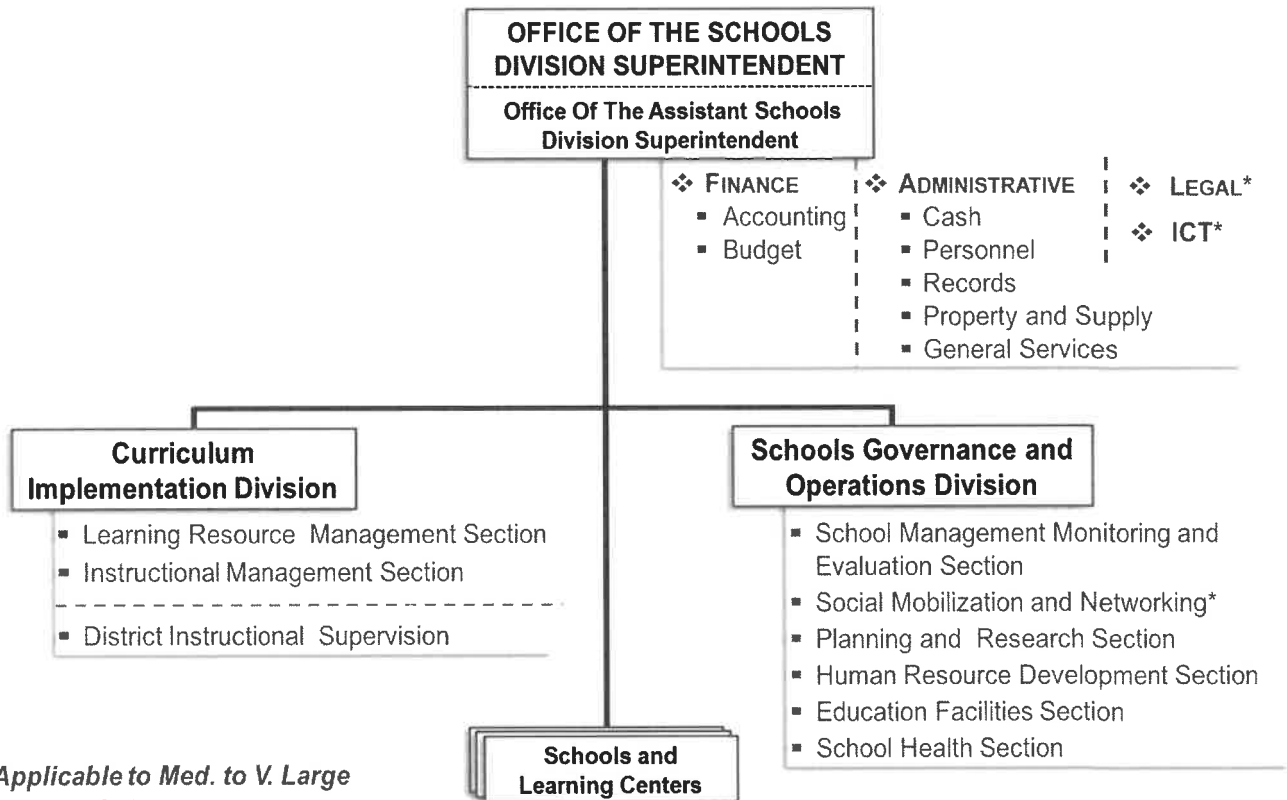 OFFICE OF THE SCHOOLS
DIVISION SUPERINTENDENT
Office Of The Assistant Schools
Division Superintendent
❖ FINANCE
▪ Accounting
▪ Budget
❖ ADMINISTRATIVE
▪ Cash
▪ Personnel
▪ Records
▪ Property and Supply
▪ General Services
❖ LEGAL*
❖ ICT*
Curriculum
Implementation Division
▪ Learning Resource Management Section
▪ Instructional Management Section
▪ District Instructional Supervision
Schools Governance and
Operations Division
▪ School Management Monitoring and
Evaluation Section
▪ Social Mobilization and Networking*
▪ Planning and Research Section
▪ Human Resource Development Section
▪ Education Facilities Section
▪ School Health Section
Schools and
Learning Centers
Applicable to Med. to V. Large